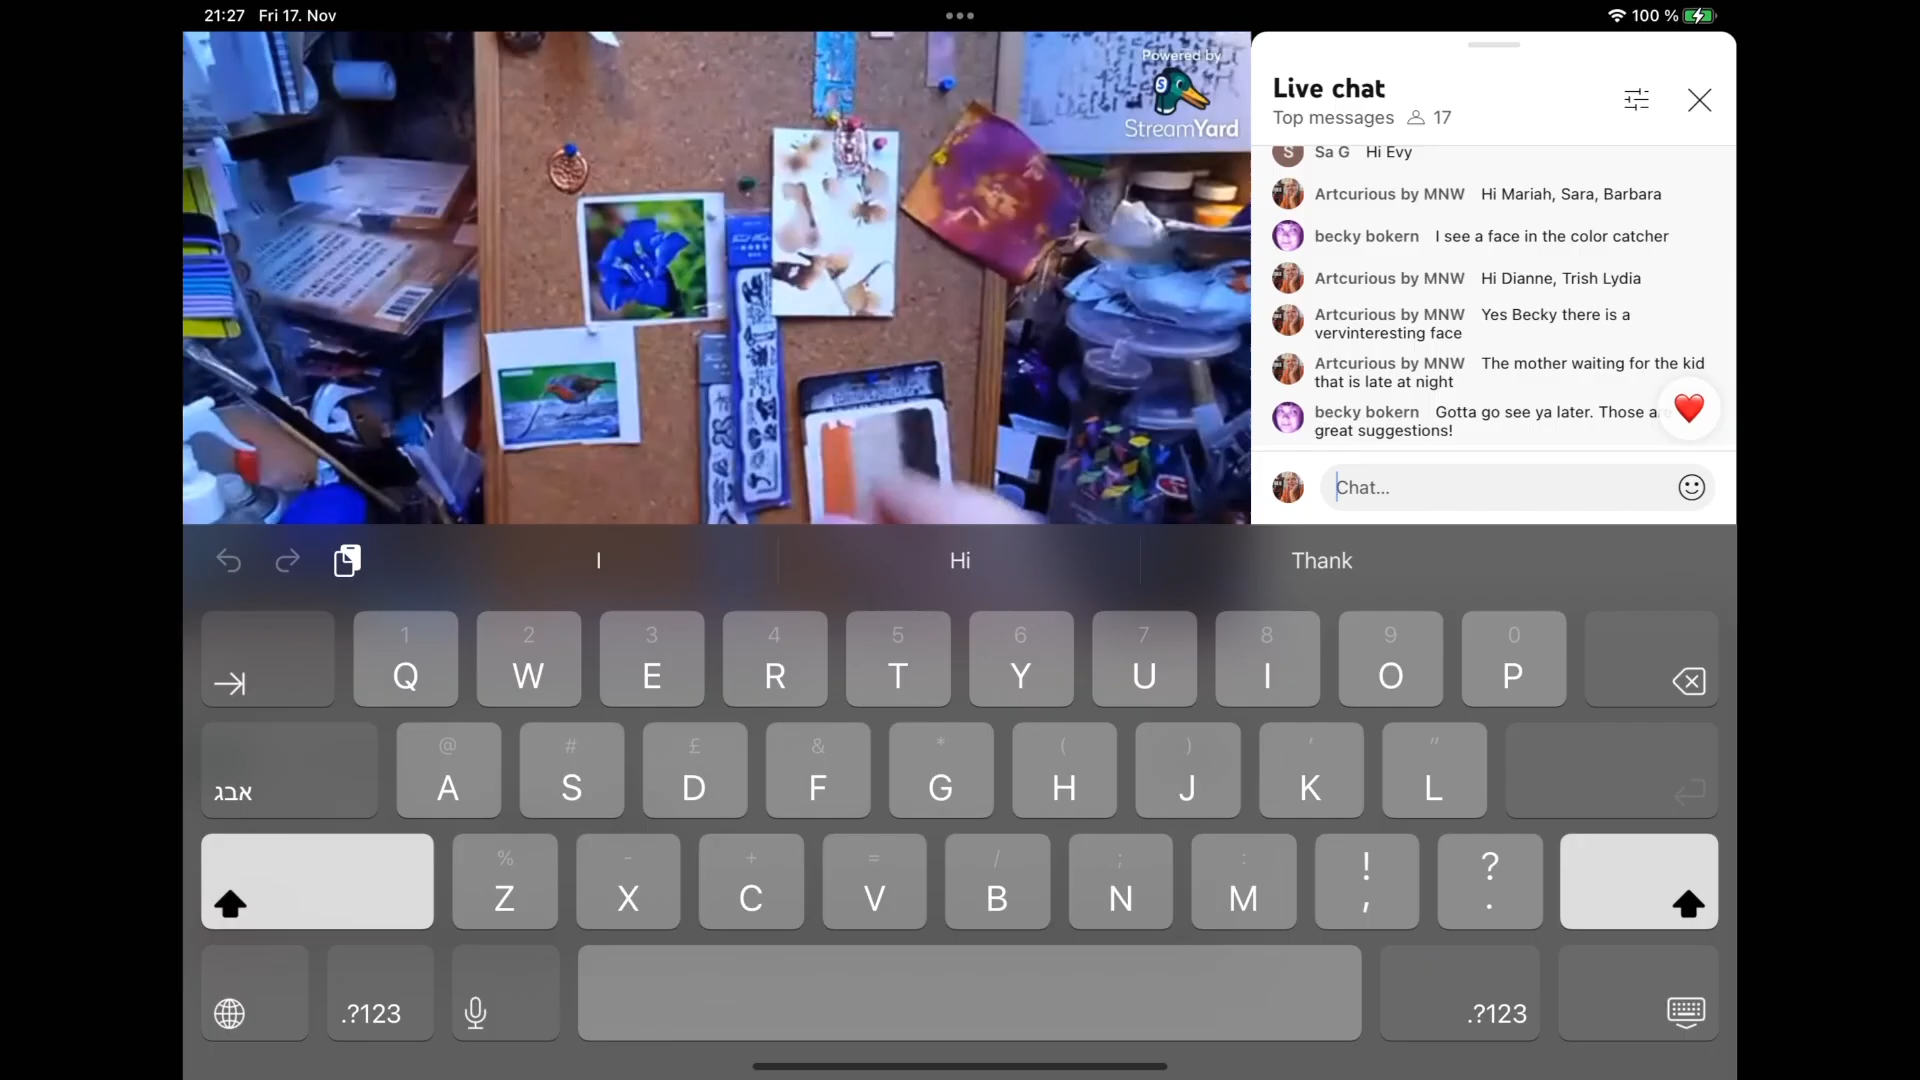 21:27 Fri 17. Nov
100 %
Powered by
StreamYard
Live chat
Top messages 17
S Sa G Hi Evy
Artcurious by MNW Hi Mariah, Sara, Barbara
becky bokern I see a face in the color catcher
Artcurious by MNW Hi Dianne, Trish Lydia
Artcurious by MNW Yes Becky there is a
vervinteresting face
Artcurious by MNW The mother waiting for the kid
that is late at night
becky bokern Gotta go see ya later. Those a
great suggestions!
Chat...
I Hi Thank
1 2 3 4 5 6 7 8 9 0
Q W E R T Y U I O P
@ # £ & * ( ) ' "
אבג A S D F G H J K L
% - + = / ; : ! ?
Z X C V B N M , .
.?123 .?123